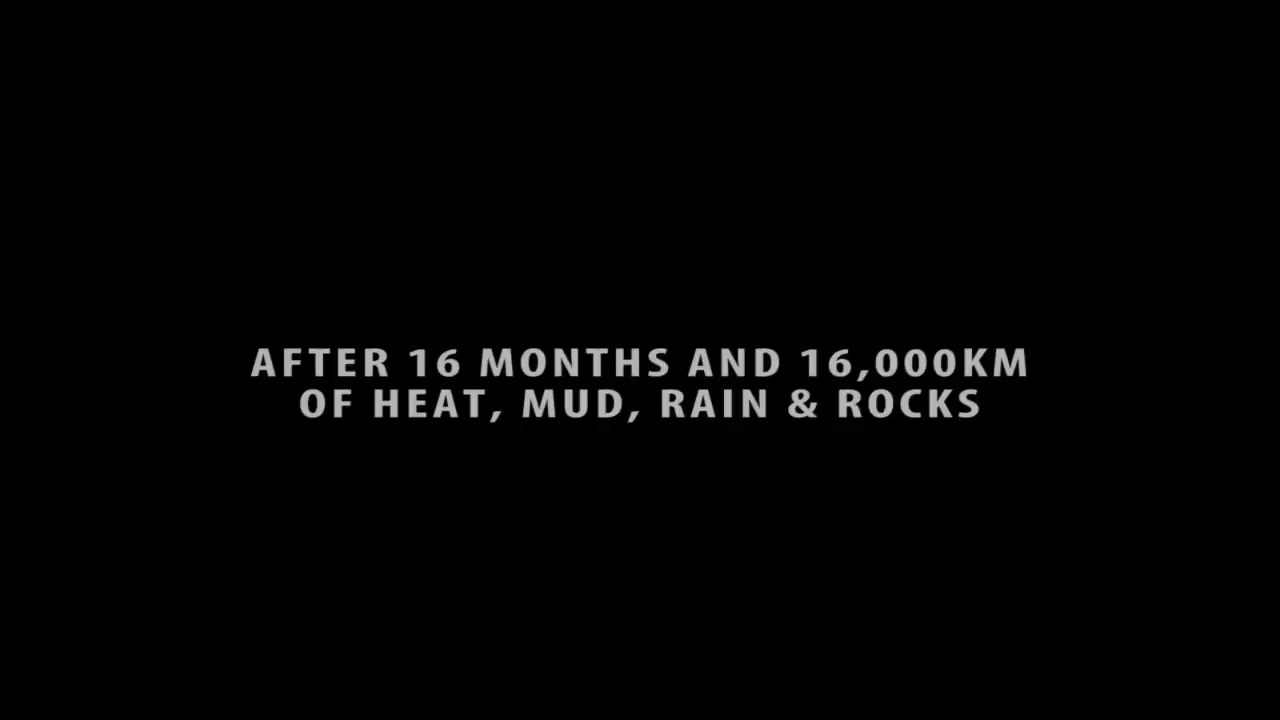 AFTER 16 MONTHS AND 16,000KM
OF HEAT, MUD, RAIN & ROCKS